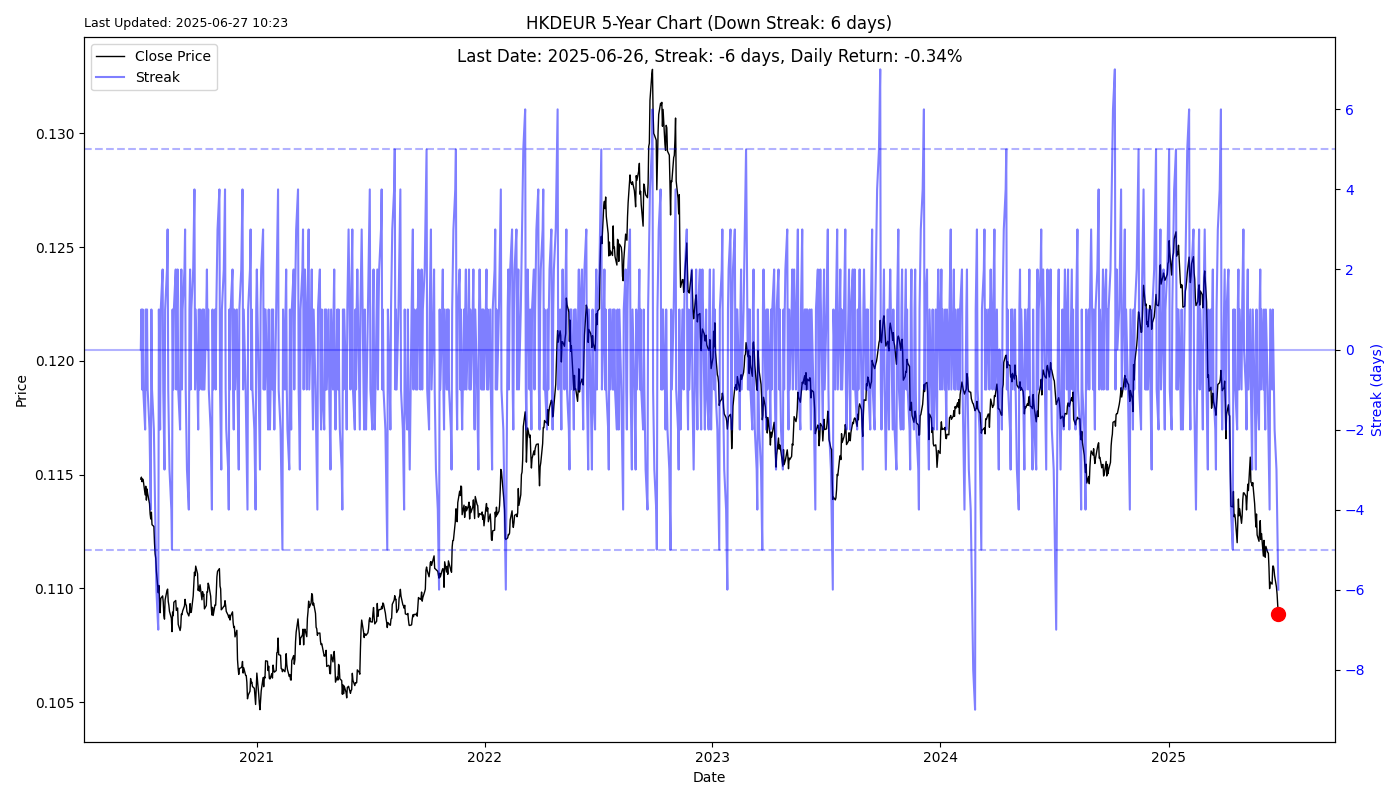 Last Updated: 2025-06-27 10:23
HKDEUR 5-Year Chart (Down Streak: 6 days)
Last Date: 2025-06-26, Streak: -6 days, Daily Return: -0.34%
Close Price
Streak
0.130
0.125
0.120
0.115
0.110
0.105
Price
6
4
2
0
−2
−4
−6
−8
Streak (days)
2021
2022
2023
2024
2025
Date